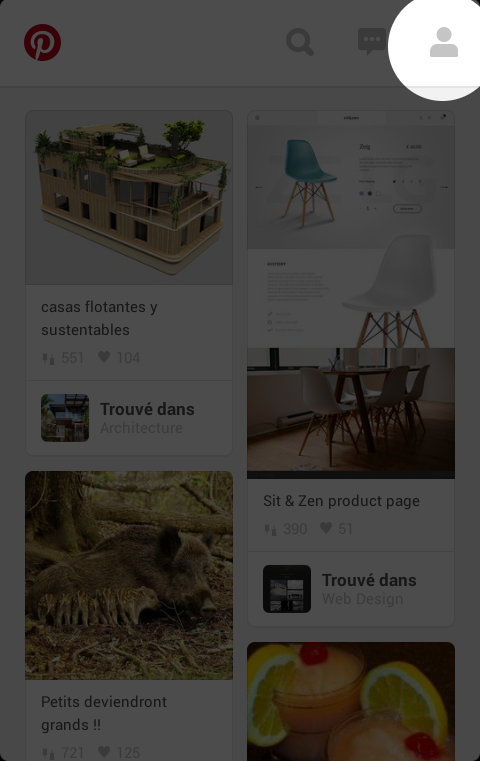 casas flotantes y
sustentables
551 104
Trouvé dans
Architecture
Petits deviendront
grands !!
721 125
Zelg
Sit & Zen product page
390 51
Trouvé dans
Web Design